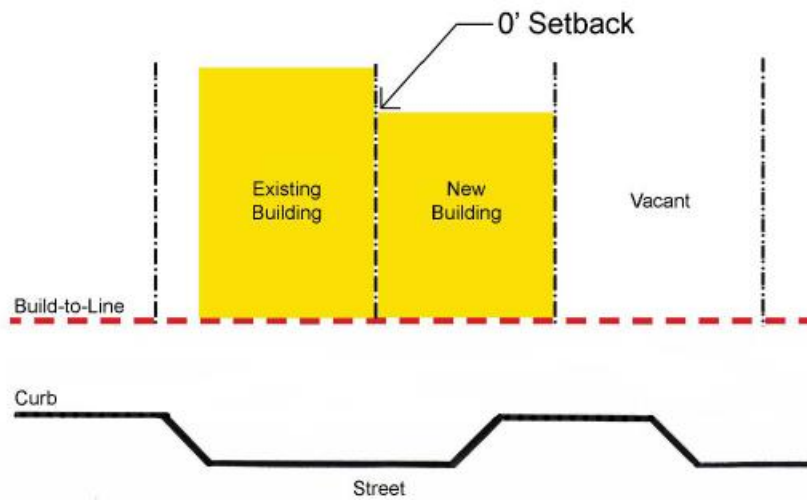 0' Setback
Existing
Building
New
Building
Vacant
Build-to-Line
Curb
Street